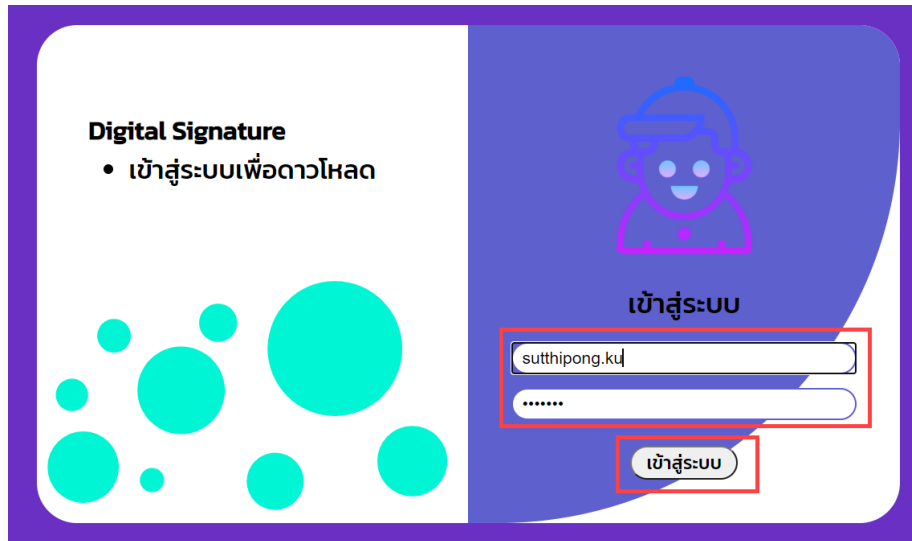 Digital Signature
• เข้าสู่ระบบเพื่อดาวโหลด
เข้าสู่ระบบ
sutthipong.ku
•••••••
เข้าสู่ระบบ